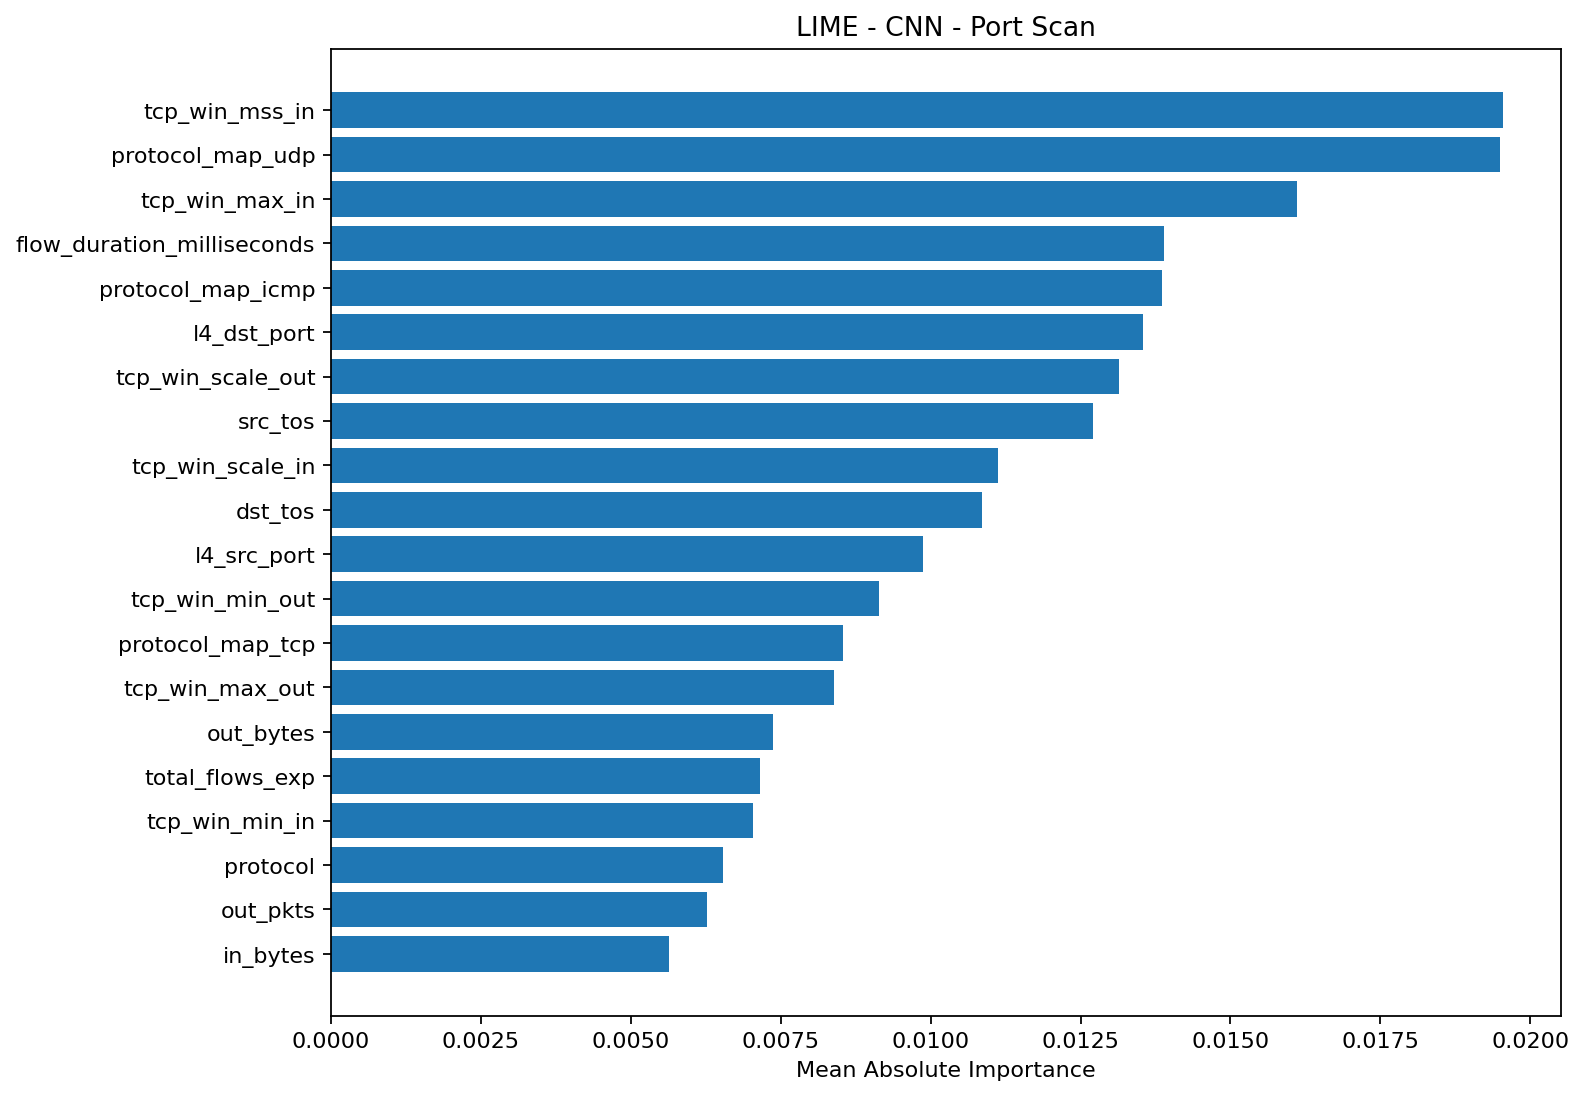 LIME - CNN - Port Scan
tcp_win_mss_in
protocol_map_udp
tcp_win_max_in
flow_duration_milliseconds
protocol_map_icmp
l4_dst_port
tcp_win_scale_out
src_tos
tcp_win_scale_in
dst_tos
l4_src_port
tcp_win_min_out
protocol_map_tcp
tcp_win_max_out
out_bytes
total_flows_exp
tcp_win_min_in
protocol
out_pkts
in_bytes
0.0000 0.0025 0.0050 0.0075 0.0100 0.0125 0.0150 0.0175 0.0200
Mean Absolute Importance